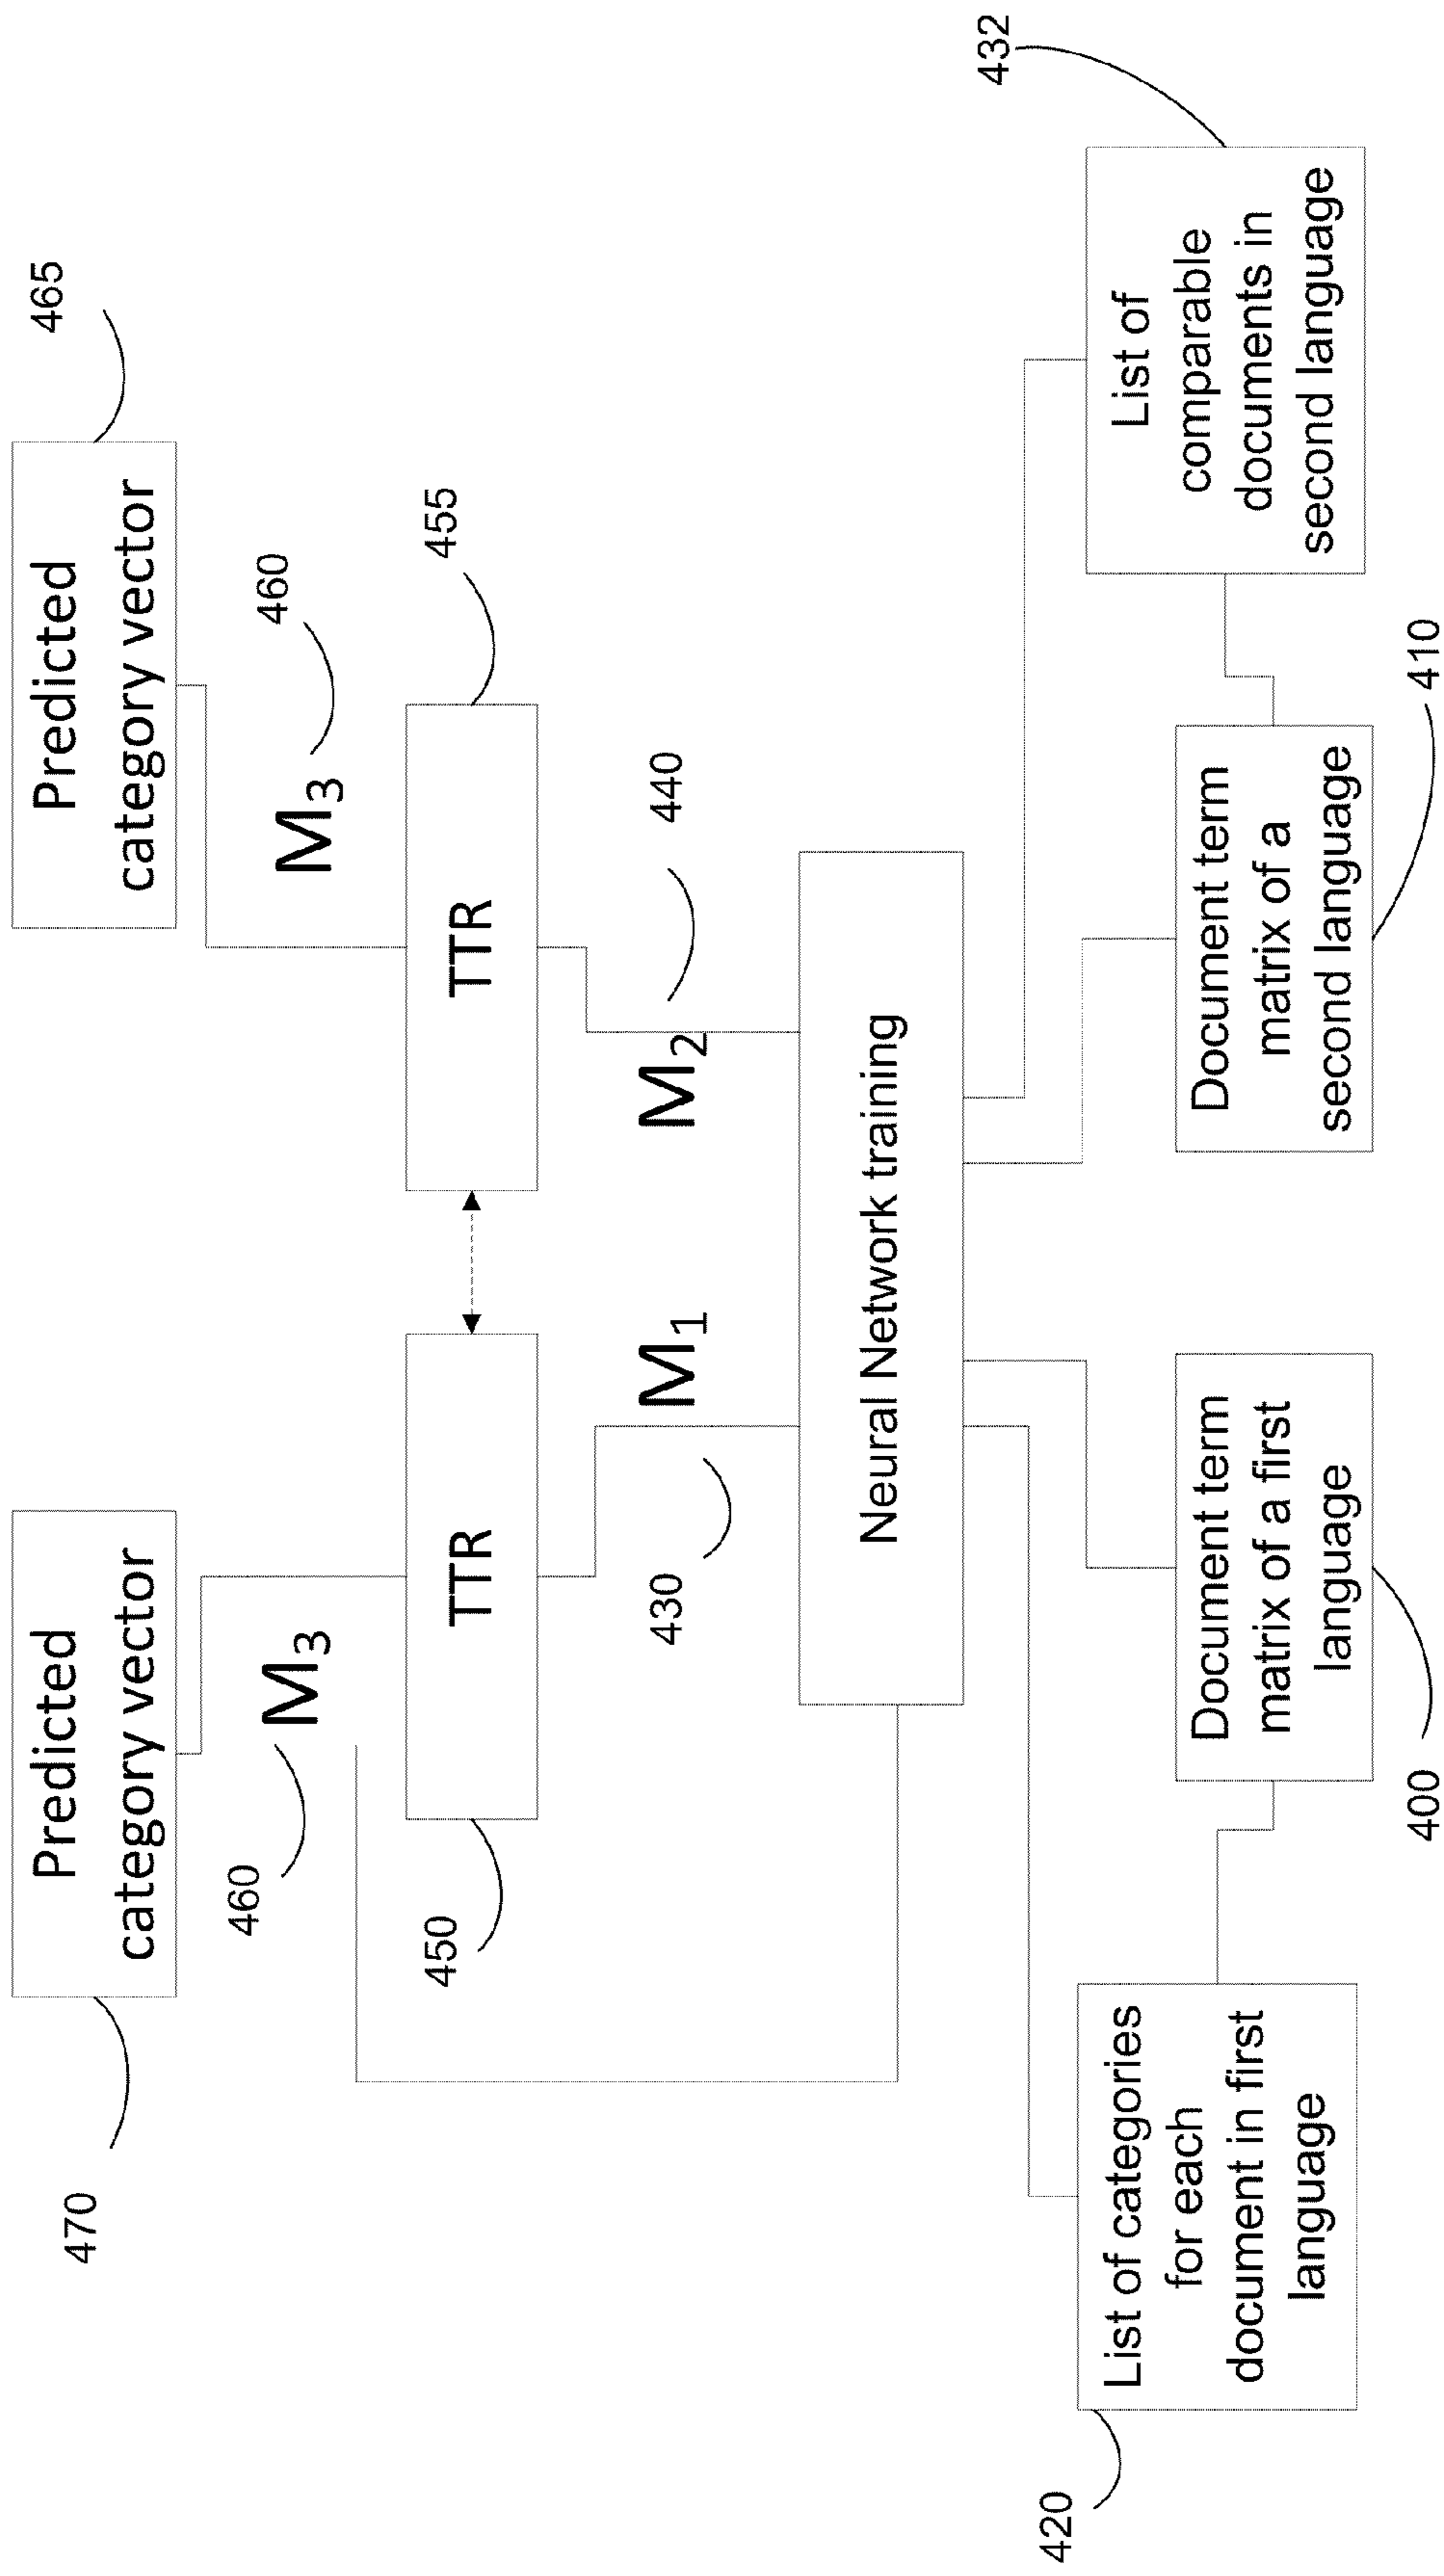 470
Predicted
category vector
Predicted
category vector
465
460
M3
M3
460
450
TTR
TTR
455
430
M1
M2
440
Neural Network training
432
420
List of categories
for each
document in first
language
Document term
matrix of a first
language
400
Document term
matrix of a
second language
410
List of
comparable
documents in
second language